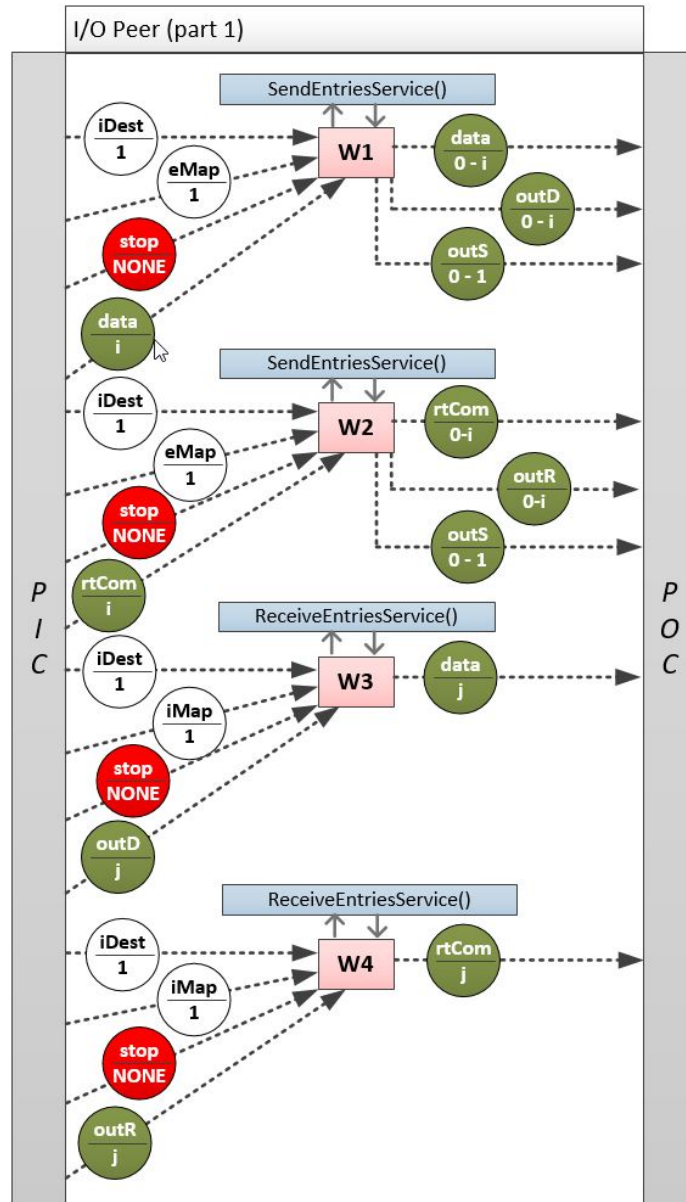 I/O Peer (part 1)
SendEntriesService()
iDest
1
W1
data
0 - i
eMap
1
outD
0 - i
stop
NONE
outS
0 - 1
data
i
SendEntriesService()
iDest
1
W2
rtCom
0-i
eMap
1
outR
0-i
stop
NONE
outS
0 - 1
rtCom
i
P
I
C
P
O
C
ReceiveEntriesService()
iDest
1
W3
data
j
iMap
1
stop
NONE
outD
j
ReceiveEntriesService()
iDest
1
W4
rtCom
j
iMap
1
stop
NONE
outR
j